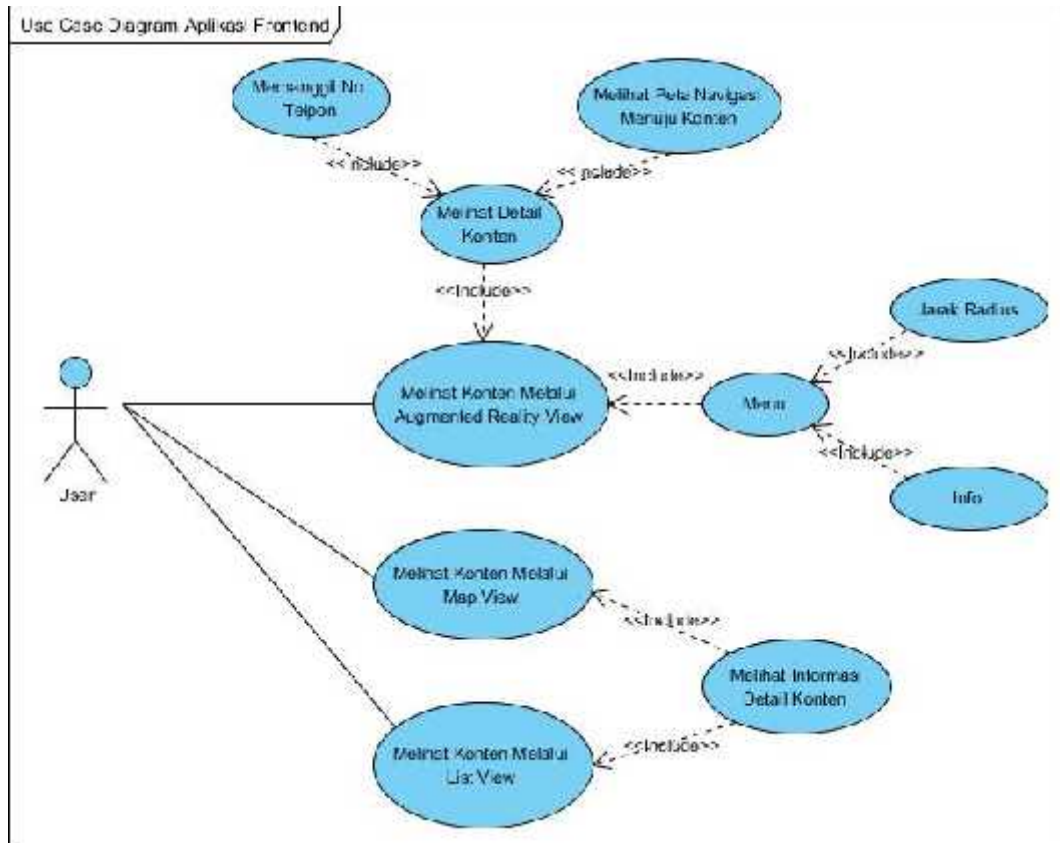 Use Case Diagram Aplikasi Frontend
Memanggil No
Telpon
Melihat Peta Navigasi
Menuju Konten
<<Include>>
<<Include>>
Melihat Detail
Konten
<<Include>>
Jarak Radius
<<Include>>
Melihat Konten Melalui
Augmented Reality View
<<Include>>
Menu
User
<<Include>>
Info
Melihat Konten Melalui
Map View
<<Include>>
Melihat Informasi
Detail Konten
Melihat Konten Melalui
List View
<<Include>>